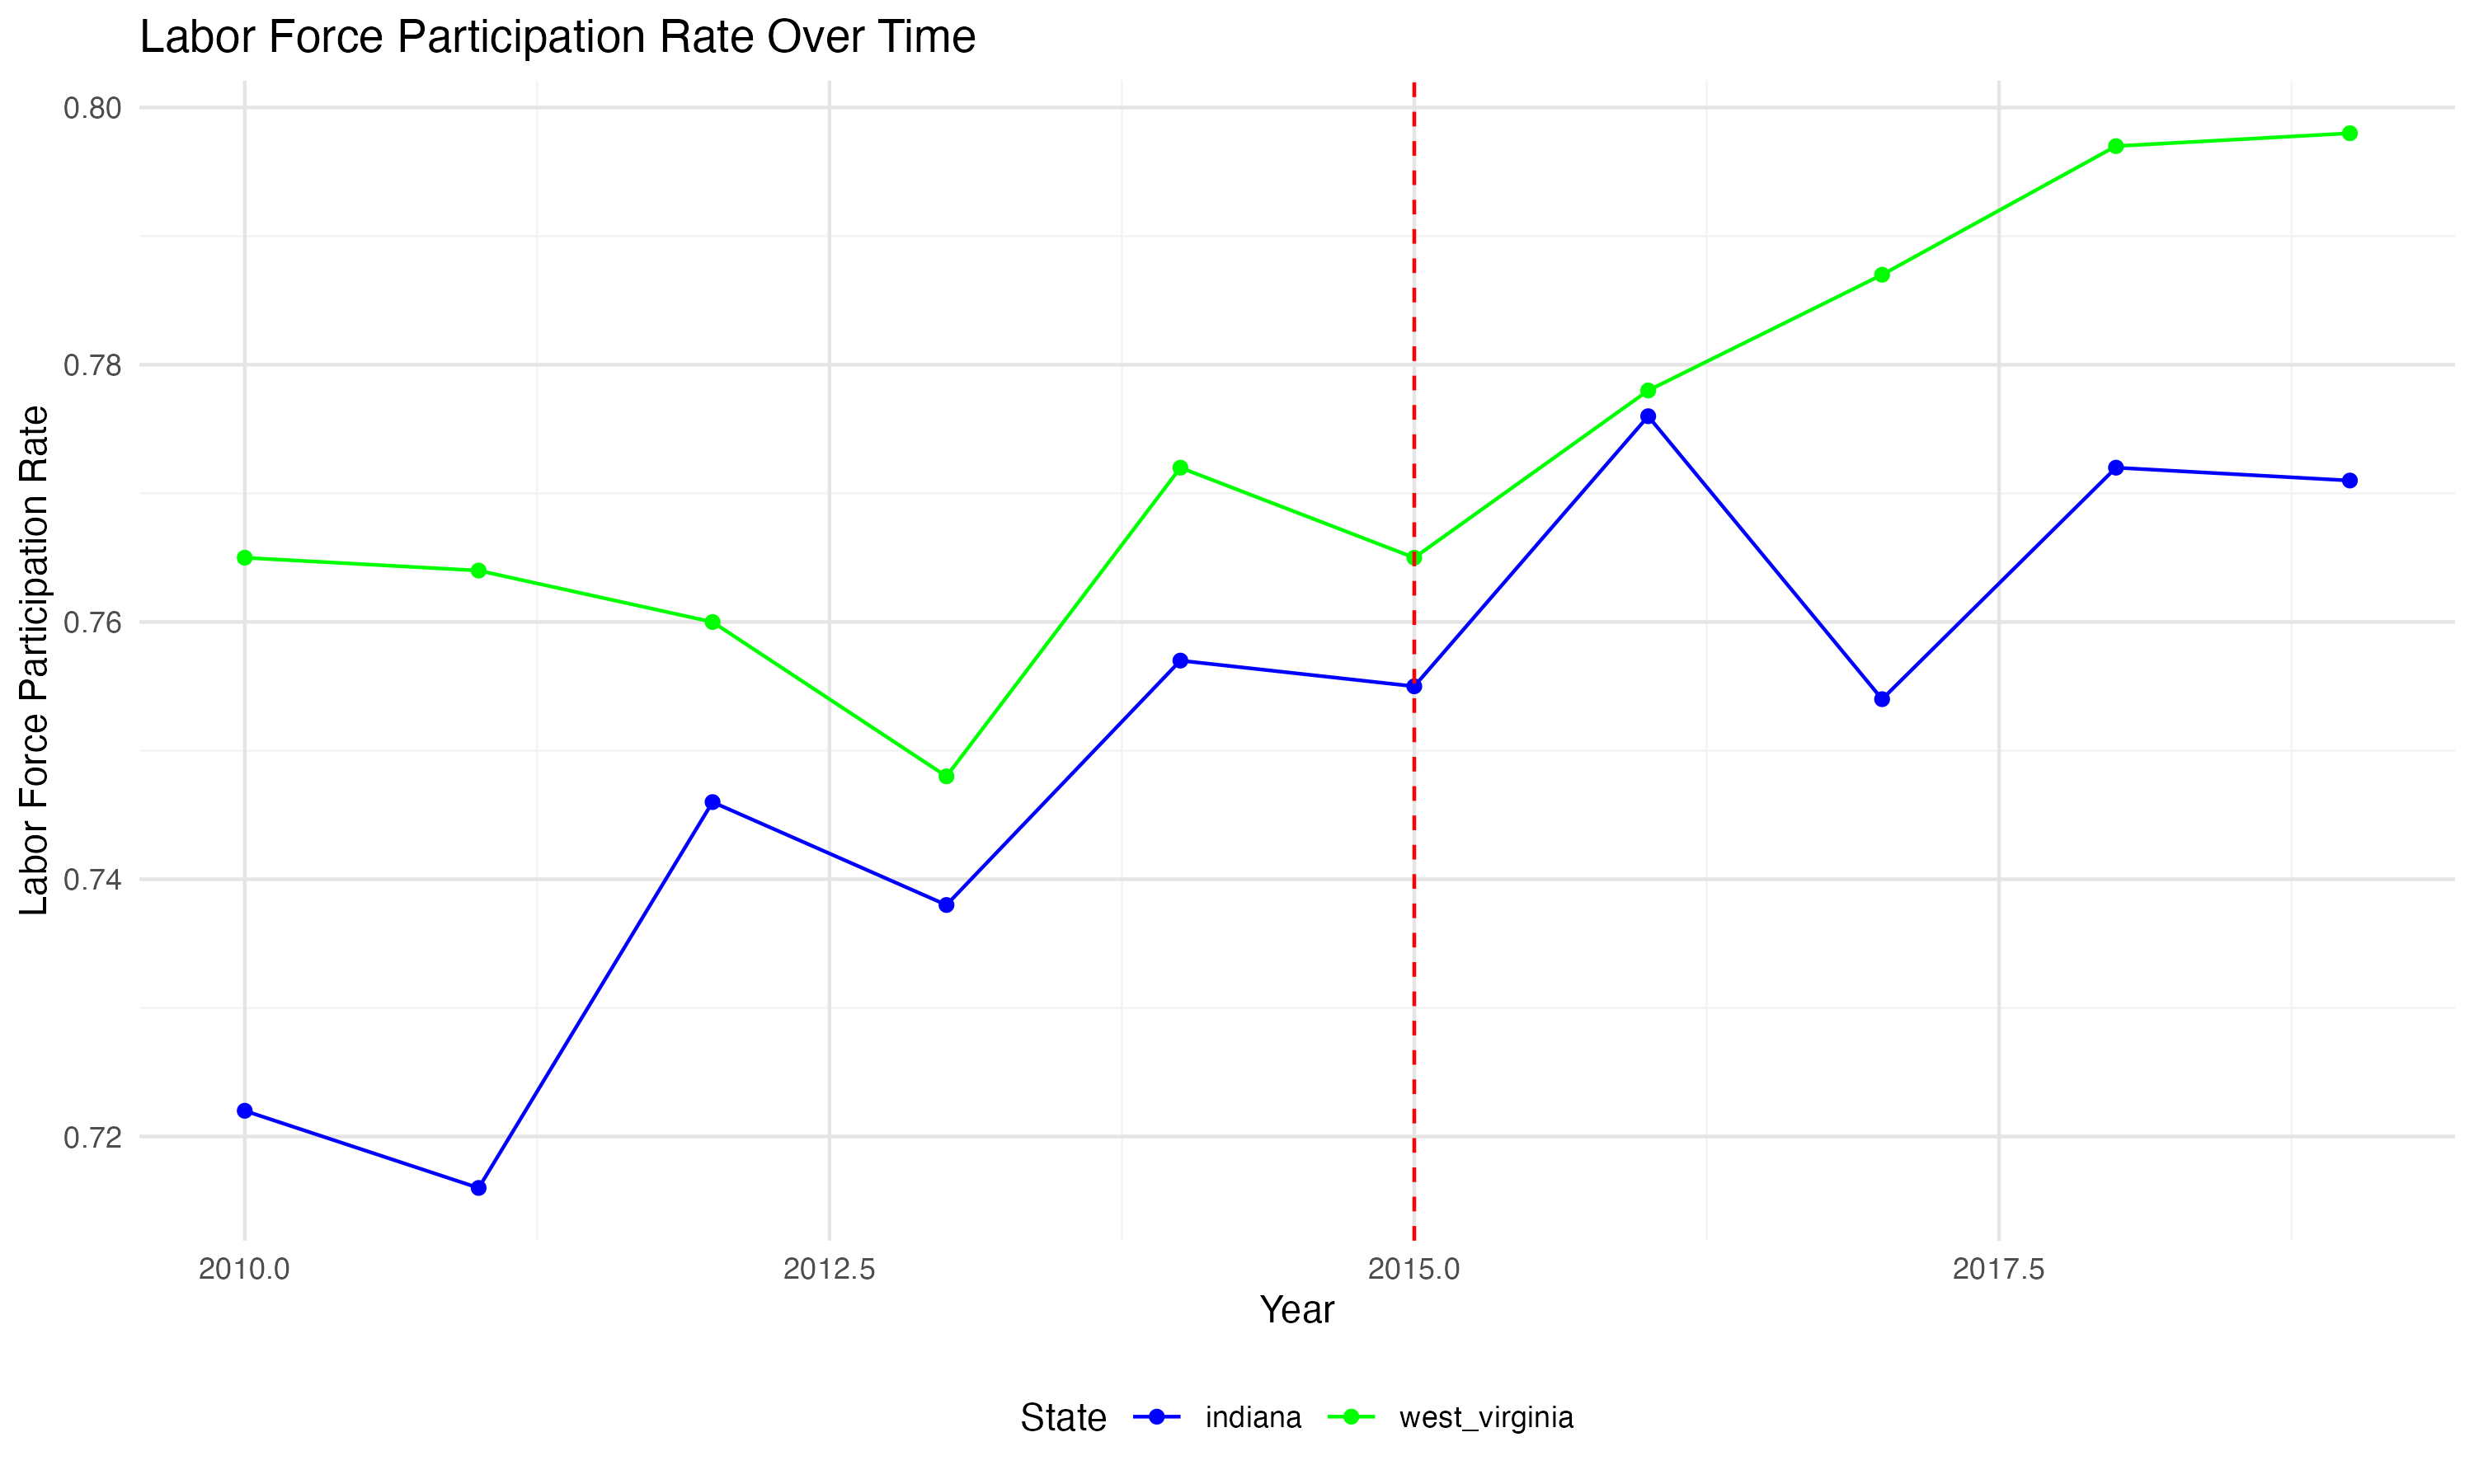 Labor Force Participation Rate Over Time
Labor Force Participation Rate
0.80
0.78
0.76
0.74
0.72
2010.0 2012.5 2015.0 2017.5
Year
State indiana west_virginia